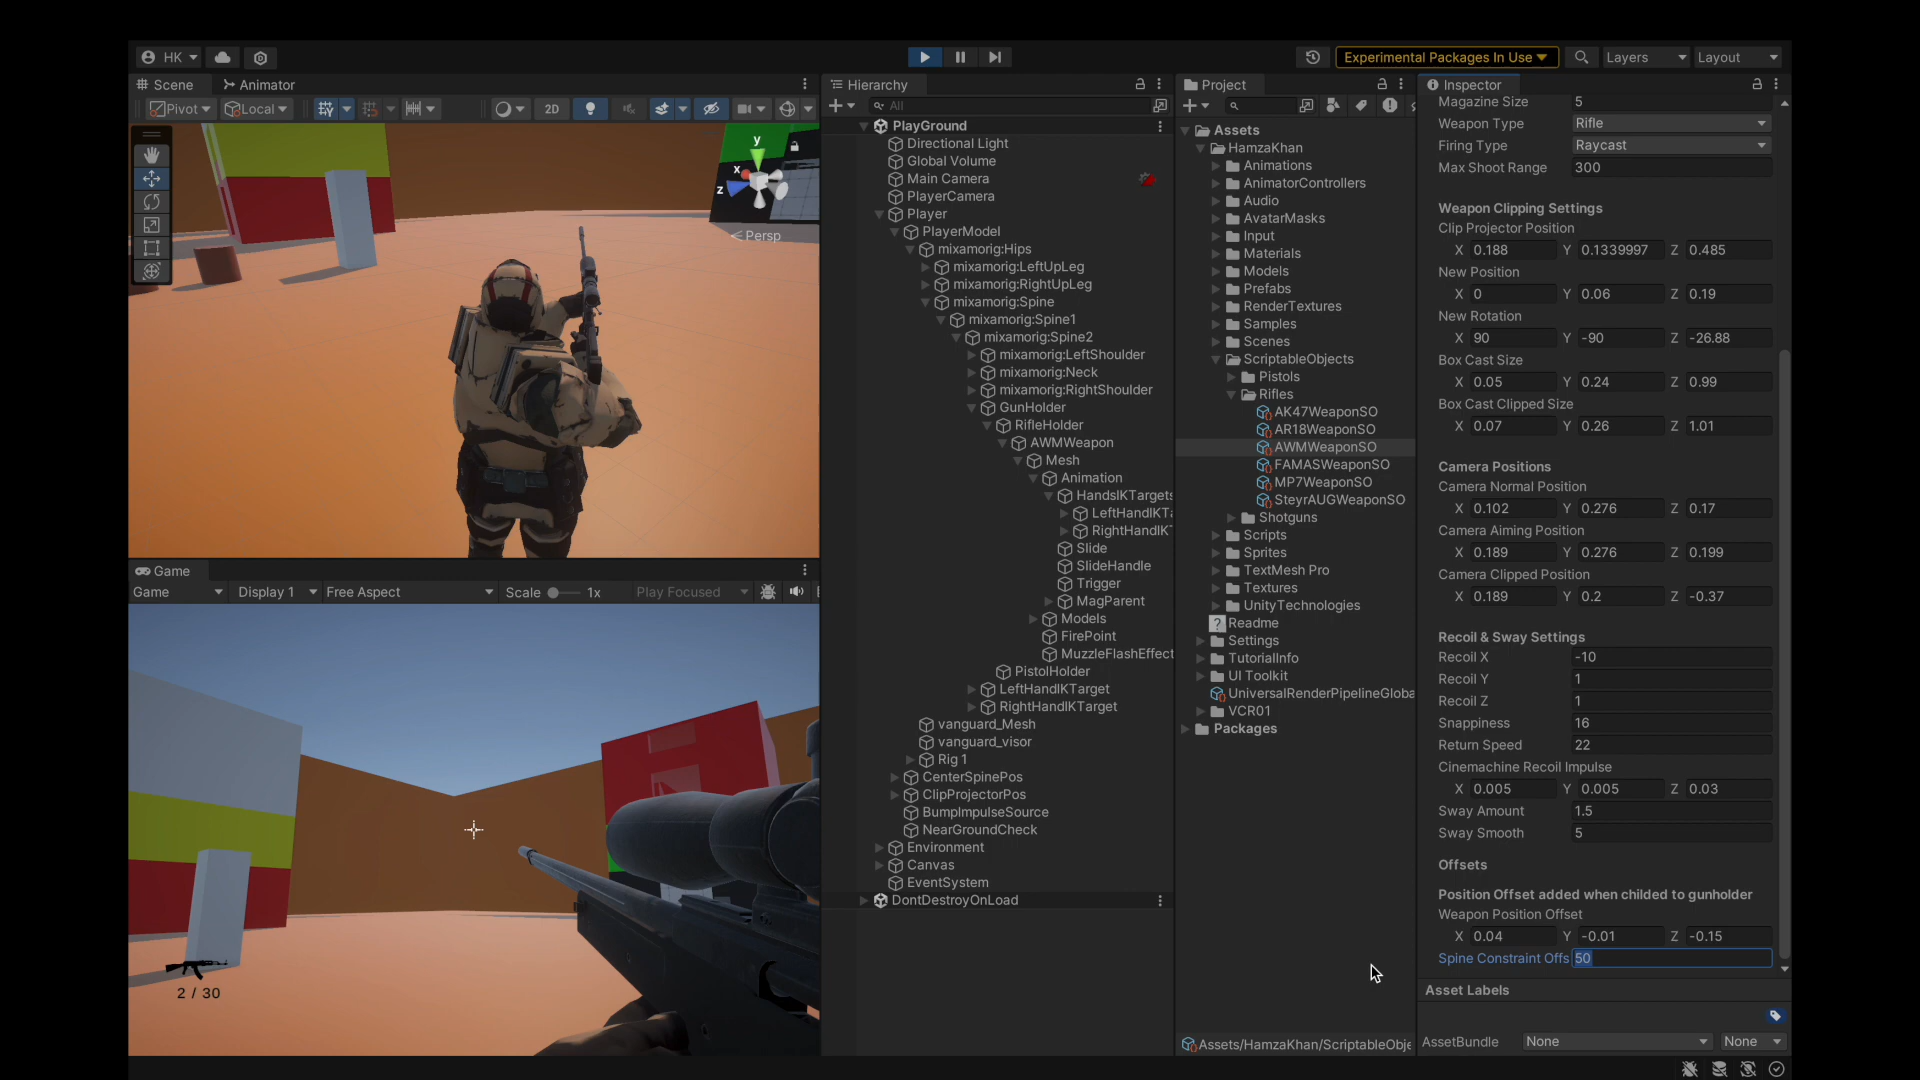 HK
Experimental Packages In Use
Layers
Layout
Scene
Animator
Pivot
Local
2D
y
x
z
< Persp
Game
Game
Display 1
Free Aspect
Scale
1x
Play Focused
2 / 30
Hierarchy
All
PlayGround
Directional Light
Global Volume
Main Camera
PlayerCamera
Player
PlayerModel
mixamorig:Hips
mixamorig:LeftUpLeg
mixamorig:RightUpLeg
mixamorig:Spine
mixamorig:Spine1
mixamorig:Spine2
mixamorig:LeftShoulder
mixamorig:Neck
mixamorig:RightShoulder
GunHolder
RifleHolder
AWMWeapon
Mesh
Animation
HandsIKTargets
LeftHandIKTa
RightHandIKT
Slide
SlideHandle
Trigger
MagParent
Models
FirePoint
MuzzleFlashEffect
PistolHolder
LeftHandIKTarget
RightHandIKTarget
vanguard_Mesh
vanguard_visor
Rig 1
CenterSpinePos
ClipProjectorPos
BumpImpulseSource
NearGroundCheck
Environment
Canvas
EventSystem
DontDestroyOnLoad
Project
Assets
HamzaKhan
Animations
AnimatorControllers
Audio
AvatarMasks
Input
Materials
Models
Prefabs
RenderTextures
Samples
Scenes
ScriptableObjects
Pistols
Rifles
AK47WeaponSO
AR18WeaponSO
AWMWeaponSO
FAMASWeaponSO
MP7WeaponSO
SteyrAUGWeaponSO
Shotguns
Scripts
Sprites
TextMesh Pro
Textures
UnityTechnologies
Readme
Settings
TutorialInfo
UI Toolkit
UniversalRenderPipelineGloba
VCR01
Packages
Assets/HamzaKhan/ScriptableObje
Inspector
Magazine Size 5
Weapon Type Rifle
Firing Type Raycast
Max Shoot Range 300
Weapon Clipping Settings
Clip Projector Position
X 0.188 Y 0.1339997 Z 0.485
New Position
X 0 Y 0.06 Z 0.19
New Rotation
X 90 Y -90 Z -26.88
Box Cast Size
X 0.05 Y 0.24 Z 0.99
Box Cast Clipped Size
X 0.07 Y 0.26 Z 1.01
Camera Positions
Camera Normal Position
X 0.102 Y 0.276 Z 0.17
Camera Aiming Position
X 0.189 Y 0.276 Z 0.199
Camera Clipped Position
X 0.189 Y 0.2 Z -0.37
Recoil & Sway Settings
Recoil X -10
Recoil Y 1
Recoil Z 1
Snappiness 16
Return Speed 22
Cinemachine Recoil Impulse
X 0.005 Y 0.005 Z 0.03
Sway Amount 1.5
Sway Smooth 5
Offsets
Position Offset added when childed to gunholder
Weapon Position Offset
X 0.04 Y -0.01 Z -0.15
Spine Constraint Offs 50
Asset Labels
AssetBundle None None